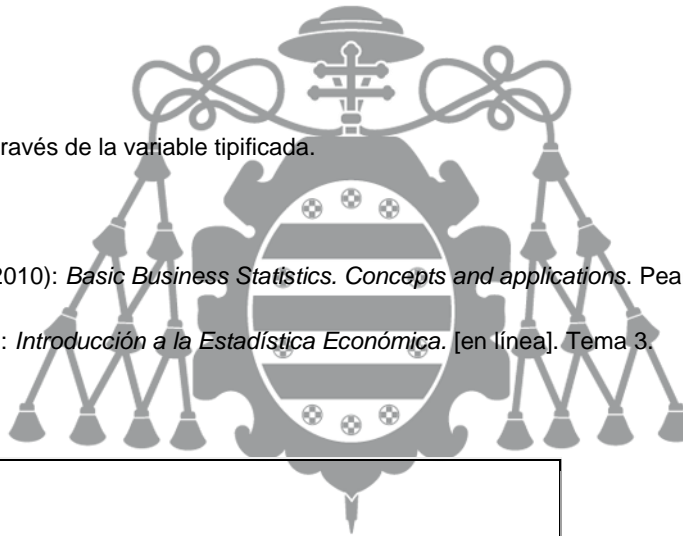 ravés de la variable tipificada.
2010): Basic Business Statistics. Concepts and applications. Pea
: Introducción a la Estadística Económica. [en línea]. Tema 3.